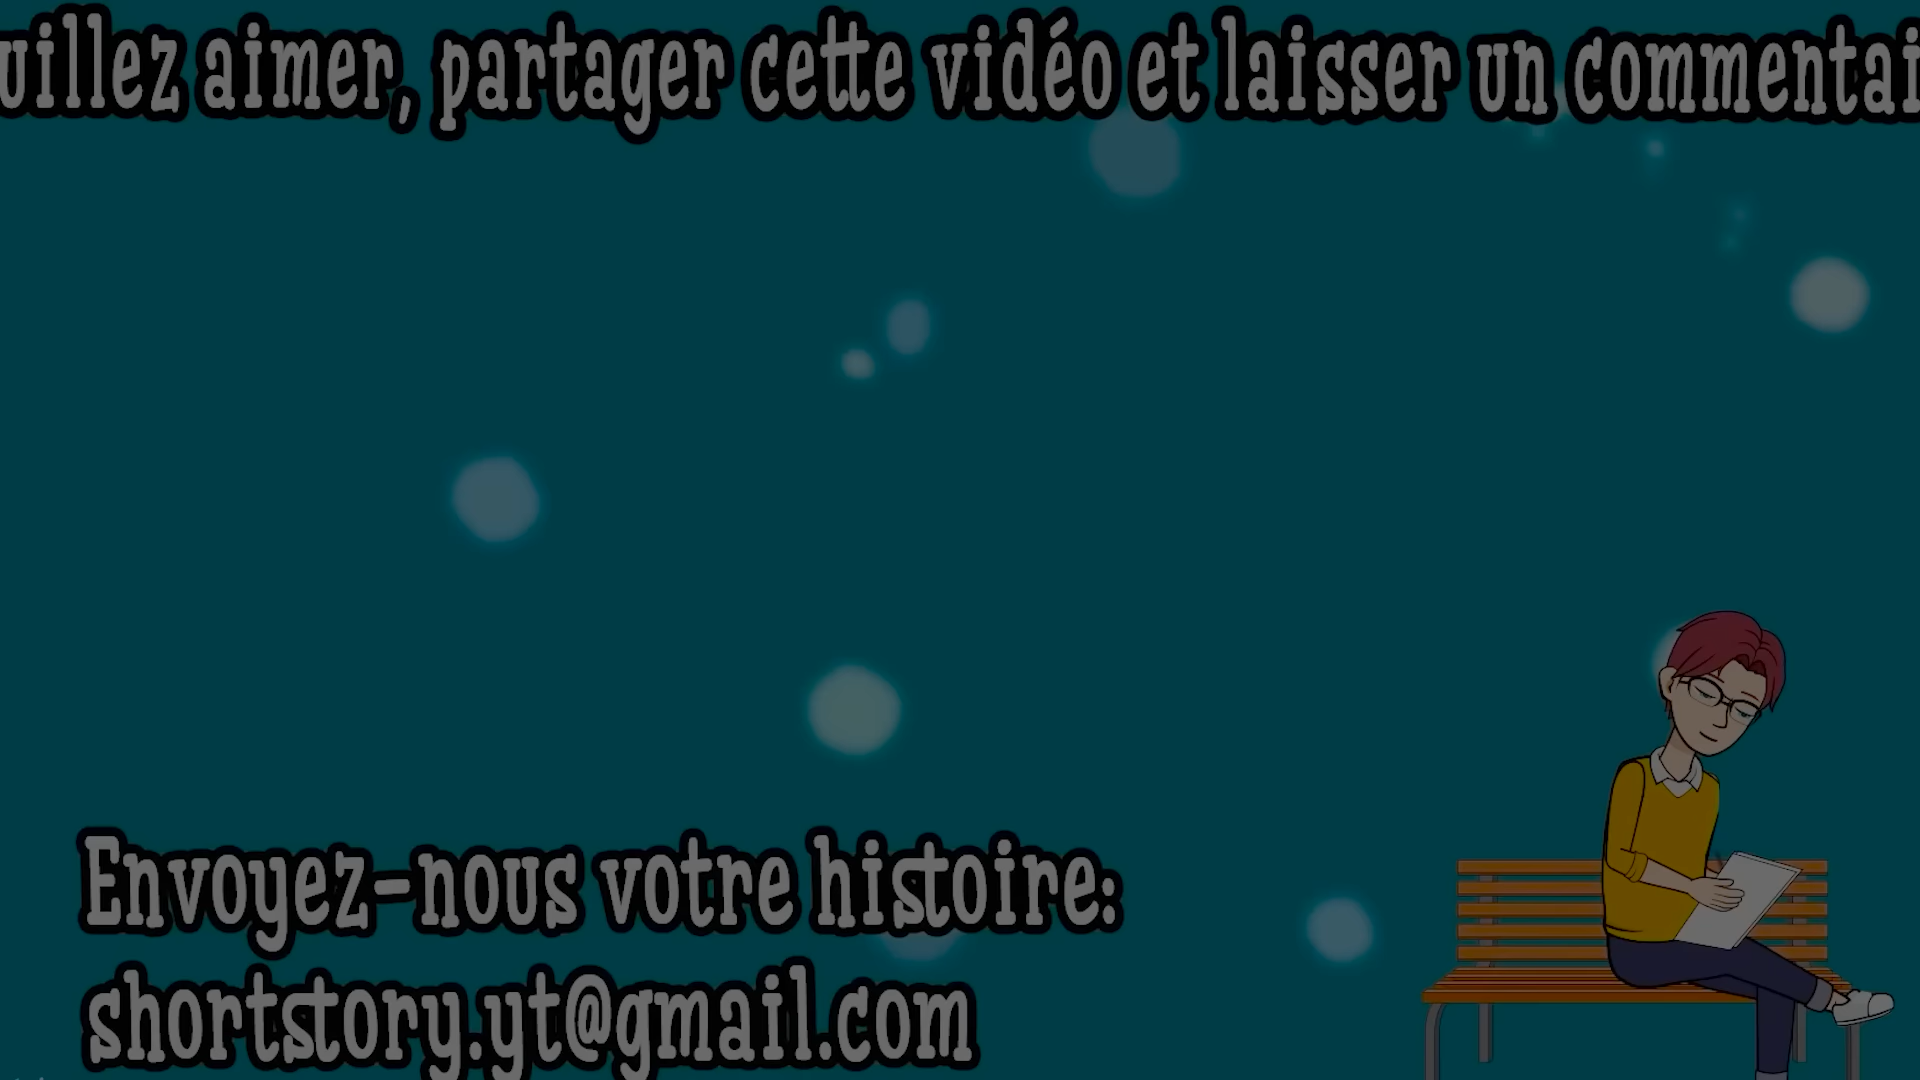 uillez aimer, partager cette vidéo et laisser un commentai
Envoyez-nous votre histoire:
shortstory.yt@gmail.com